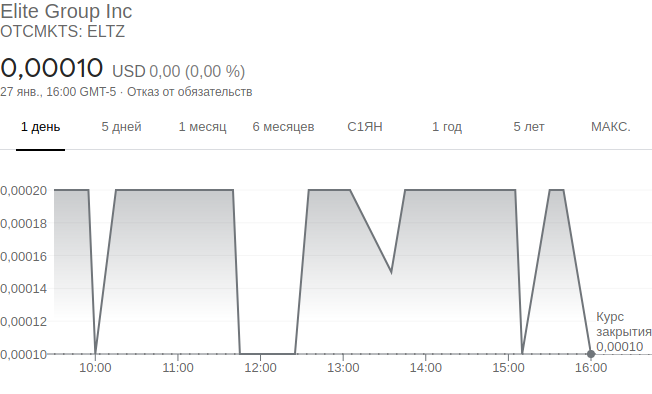 Elite Group Inc
OTCMKTS: ELTZ
0,00010 USD 0,00 (0,00 %)
27 янв., 16:00 GMT-5 · Отказ от обязательств
1 день 5 дней 1 месяц 6 месяцев С1ЯН 1 год 5 лет МАКС.
0,00020
0,00018
0,00016
0,00014
0,00012
0,00010
Курс
закрытия
0,00010
10:00 11:00 12:00 13:00 14:00 15:00 16:00